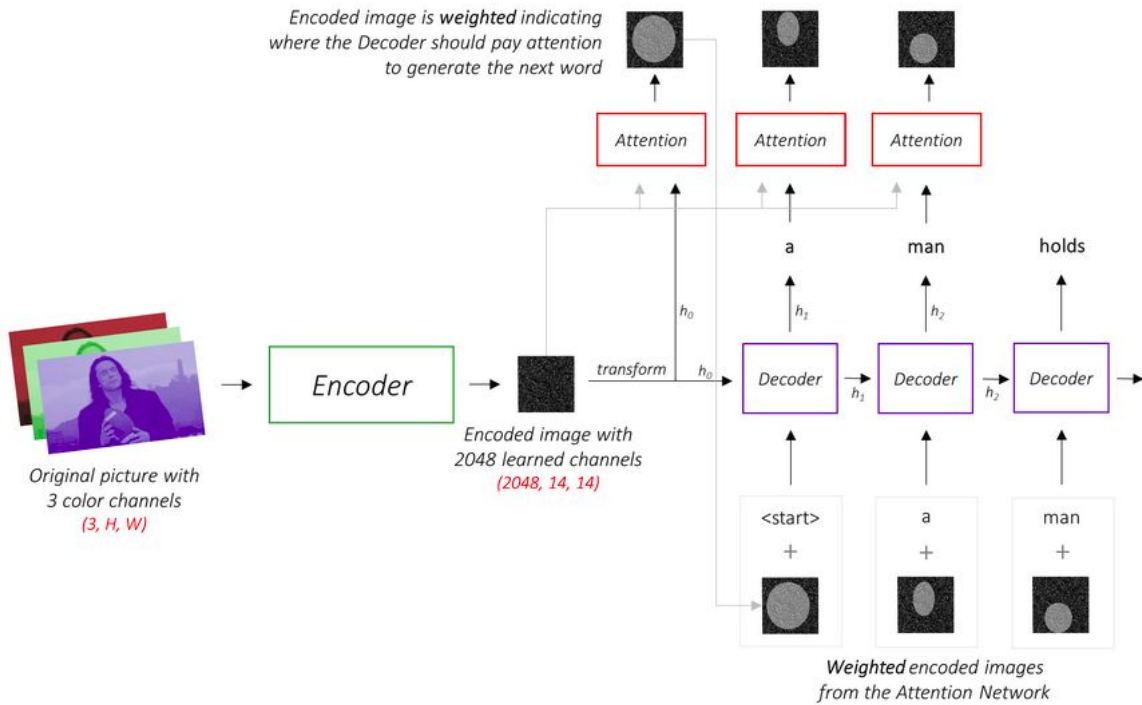 Encoded image is weighted indicating
where the Decoder should pay attention
to generate the next word
Attention
Attention
Attention
a
man
holds
h0
h1
h2
Encoder
transform
h0
Decoder
h1
Decoder
h2
Decoder
Original picture with
3 color channels
(3, H, W)
Encoded image with
2048 learned channels
(2048, 14, 14)
<start>
+
a
+
man
+
Weighted encoded images
from the Attention Network